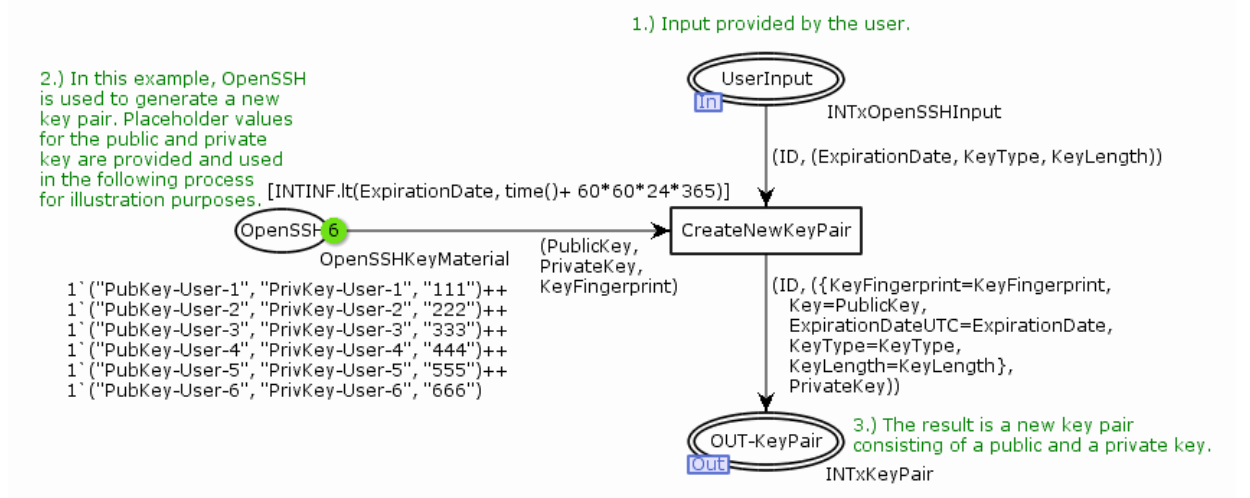 1.) Input provided by the user.
UserInput
In
INTxOpenSSHInput
2.) In this example, OpenSSH
is used to generate a new
key pair. Placeholder values
for the public and private
key are provided and used
in the following process
for illustration purposes.
(ID, (ExpirationDate, KeyType, KeyLength))
[INTINF.lt(ExpirationDate, time()+ 60*60*24*365)]
OpenSSH
6
CreateNewKeyPair
OpenSSHKeyMaterial
(PublicKey,
PrivateKey,
KeyFingerprint)
1`("PubKey-User-1", "PrivKey-User-1", "111")++
1`("PubKey-User-2", "PrivKey-User-2", "222")++
1`("PubKey-User-3", "PrivKey-User-3", "333")++
1`("PubKey-User-4", "PrivKey-User-4", "444")++
1`("PubKey-User-5", "PrivKey-User-5", "555")++
1`("PubKey-User-6", "PrivKey-User-6", "666")
(ID, ({KeyFingerprint=KeyFingerprint,
Key=PublicKey,
ExpirationDateUTC=ExpirationDate,
KeyType=KeyType,
KeyLength=KeyLength},
PrivateKey))
OUT-KeyPair
Out
INTxKeyPair
3.) The result is a new key pair
consisting of a public and a private key.